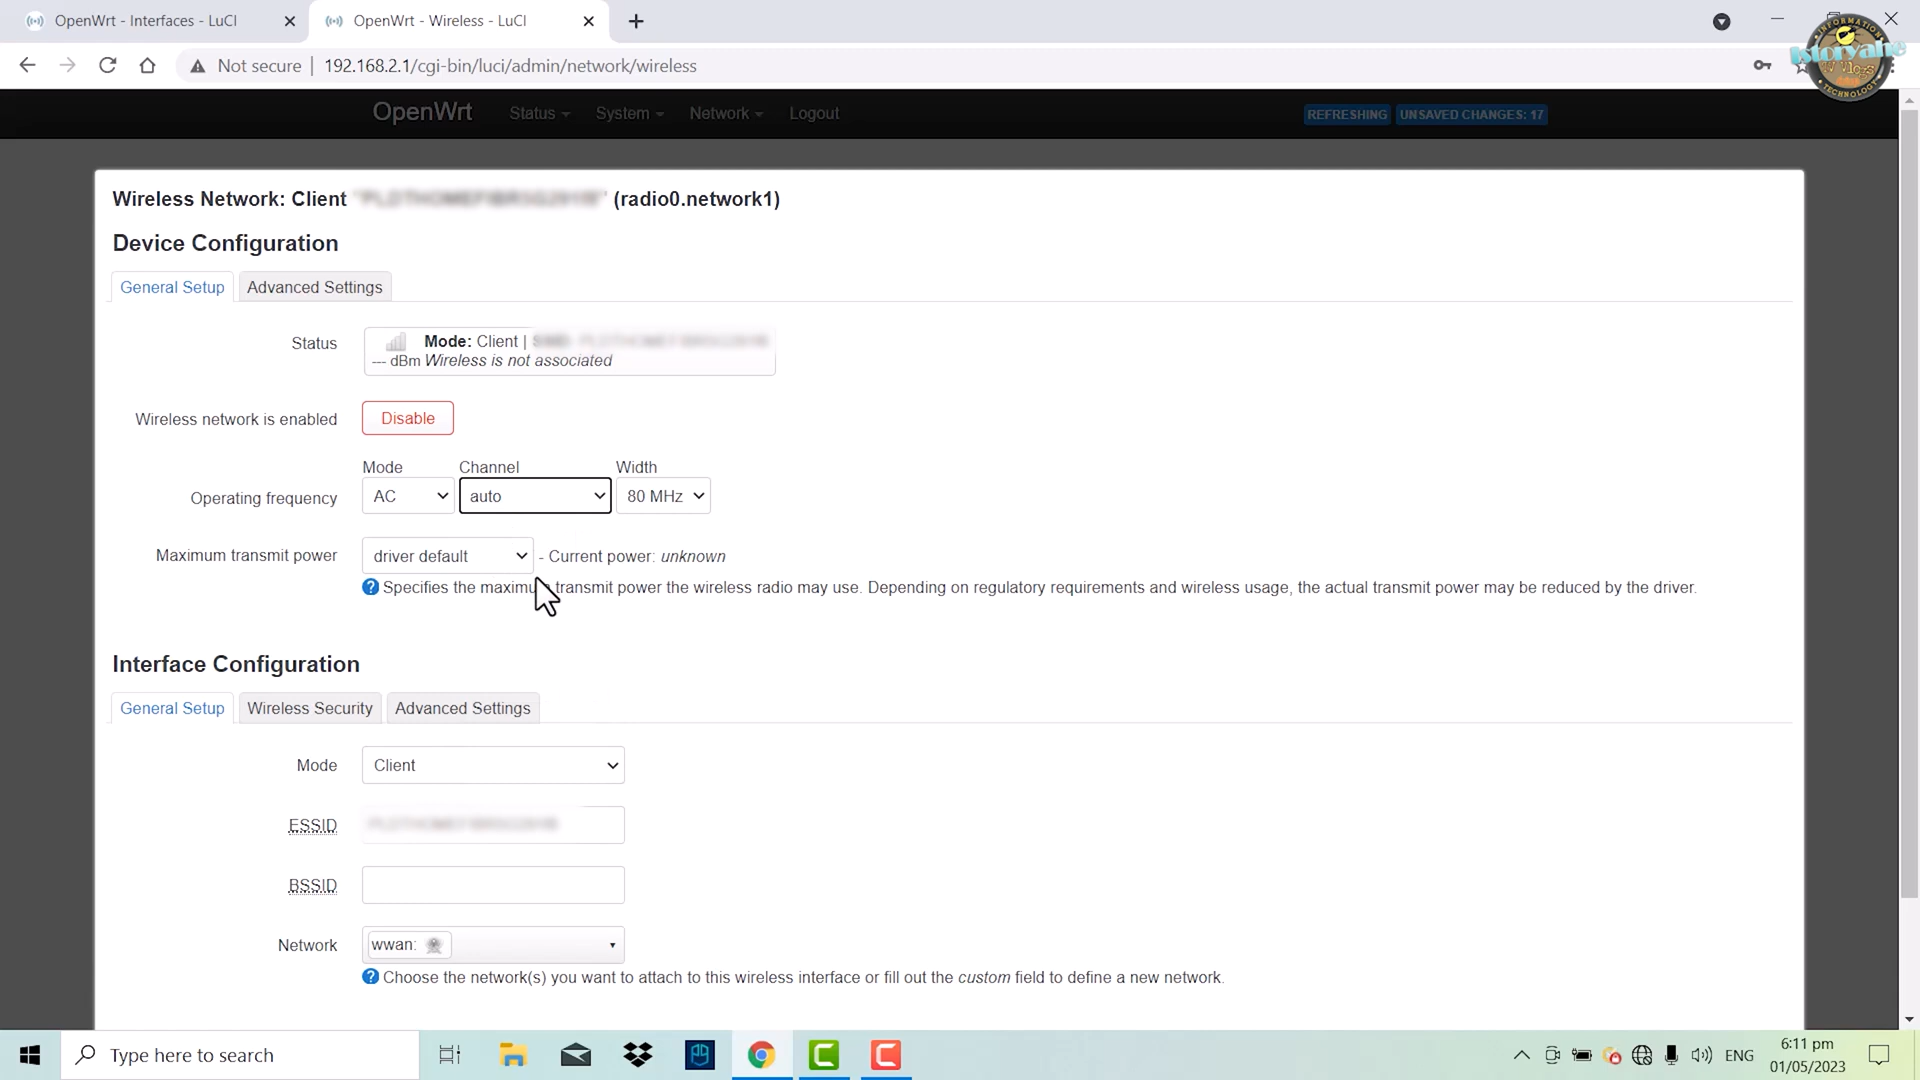 OpenWrt - Interfaces - LuCI
OpenWrt - Wireless - LuCI
Not secure
192.168.2.1/cgi-bin/luci/admin/network/wireless
INFORMATION
Istoryahe
TV Vlogs
TECHNOLOGY
OpenWrt
Status
System
Network
Logout
REFRESHING
UNSAVED CHANGES: 17
Wireless Network: Client (radio0.network1)
Device Configuration
General Setup
Advanced Settings
Status
Mode: Client |
--- dBm Wireless is not associated
Wireless network is enabled
Disable
Mode
Channel
Width
Operating frequency
AC
auto
80 MHz
Maximum transmit power
driver default
- Current power: unknown
Specifies the maximum transmit power the wireless radio may use. Depending on regulatory requirements and wireless usage, the actual transmit power may be reduced by the driver.
Interface Configuration
General Setup
Wireless Security
Advanced Settings
Mode
Client
ESSID
BSSID
Network
wwan:
Choose the network(s) you want to attach to this wireless interface or fill out the custom field to define a new network.
Type here to search
ENG
6:11 pm
01/05/2023